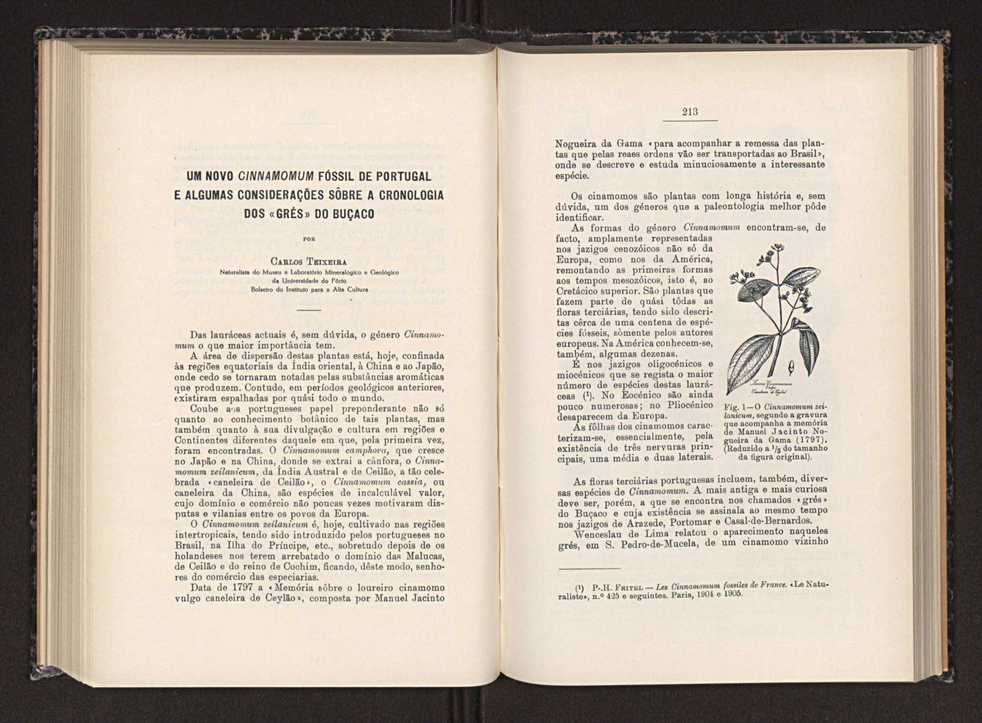 UM NOVO CINNAMOMUM FÓSSIL DE PORTUGAL
E ALGUMAS CONSIDERAÇÕES SÔBRE A CRONOLOGIA
DOS «GRÉS» DO BUÇACO
POR
CARLOS TEIXEIRA
Naturalista do Museu e Laboratório Mineralógico e Geológico
da Universidade do Pôrto
Bolseiro do Instituto para a Alta Cultura
Das lauráceas actuais é, sem dúvida, o género Cinnamo-
mum o que maior importância tem.
A área de dispersão destas plantas está, hoje, confinada
às regiões equatoriais da Índia oriental, à China e ao Japão,
onde cedo se tornaram notadas pelas substâncias aromáticas
que produzem. Contudo, em períodos geológicos anteriores,
existiram espalhadas por quási todo o mundo.
Coube aos portugueses papel preponderante não só
quanto ao conhecimento botânico de tais plantas, mas
também quanto à sua divulgação e cultura em regiões e
Continentes diferentes daquele em que, pela primeira vez,
foram encontradas. O Cinnamomum camphora, que cresce
no Japão e na China, donde se extrai a cânfora, o Cinna-
momum zeilanicum, da Índia Austral e de Ceilão, a tão cele-
brada «caneleira de Ceilão», o Cinnamomum cassia, ou
caneleira da China, são espécies de incalculável valor,
cujo domínio e comércio não poucas vezes motivaram dis-
putas e vilanias entre os povos da Europa.
O Cinnamomum zeilanicum é, hoje, cultivado nas regiões
intertropicais, tendo sido introduzido pelos portugueses no
Brasil, na Ilha do Príncipe, etc., sobretudo depois de os
holandeses nos terem arrebatado o domínio das Malucas,
de Ceilão e do reino de Cochim, ficando, dêste modo, senho-
res do comércio das especiarias.
Data de 1797 a «Memória sôbre o loureiro cinamomo
vulgo caneleira de Ceylão», composta por Manuel Jacinto
213
Nogueira da Gama «para acompanhar a remessa das plan-
tas que pelas reaes ordens vão ser transportadas ao Brasil»,
onde se descreve e estuda minuciosamente a interessante
espécie.
Os cinamomos são plantas com longa história e, sem
dúvida, um dos géneros que a paleontologia melhor pôde
identificar.
As formas do género Cinnamomum encontram-se, de
facto, amplamente representadas
nos jazigos cenozóicos não só da
Europa, como nos da América,
remontando as primeiras formas
aos tempos mesozóicos, isto é, ao
Cretácico superior. São plantas que
fazem parte de quási tôdas as
floras terciárias, tendo sido descri-
tas cêrca de uma centena de espé-
cies fósseis, sòmente pelos autores
europeus. Na América conhecem-se,
também, algumas dezenas.
É nos jazigos oligocénicos e
miocénicos que se regista o maior
número de espécies destas laurá-
ceas (¹). No Eocénico são ainda
pouco numerosas; no Pliocénico
desaparecem da Europa.
As fôlhas dos cinamomos carac-
terizam-se, essencialmente, pela
existência de três nervuras prin-
cipais, uma média e duas laterais.
Fig. 1—O Cinnamomum zei-
lanicum, segundo a gravura
que acompanha a memória
de Manuel Jacinto No-
gueira da Gama (1797).
(Reduzido a ¹/₃ do tamanho
da figura original).
As floras terciárias portuguesas incluem, também, diver-
sas espécies de Cinnamomum. A mais antiga e mais curiosa
deve ser, porém, a que se encontra nos chamados «grés»
do Buçaco e cuja existência se assinala ao mesmo tempo
nos jazigos de Arazede, Portomar e Casal-de-Bernardos.
Wenceslau de Lima relatou o aparecimento naqueles
grés, em S. Pedro-de-Mucela, de um cinamomo vizinho
(¹) P.-H. FRITEL — Les Cinnamomum fossiles de France. «Le Natu-
raliste», n.º 425 e seguintes. Paris, 1904 e 1905.